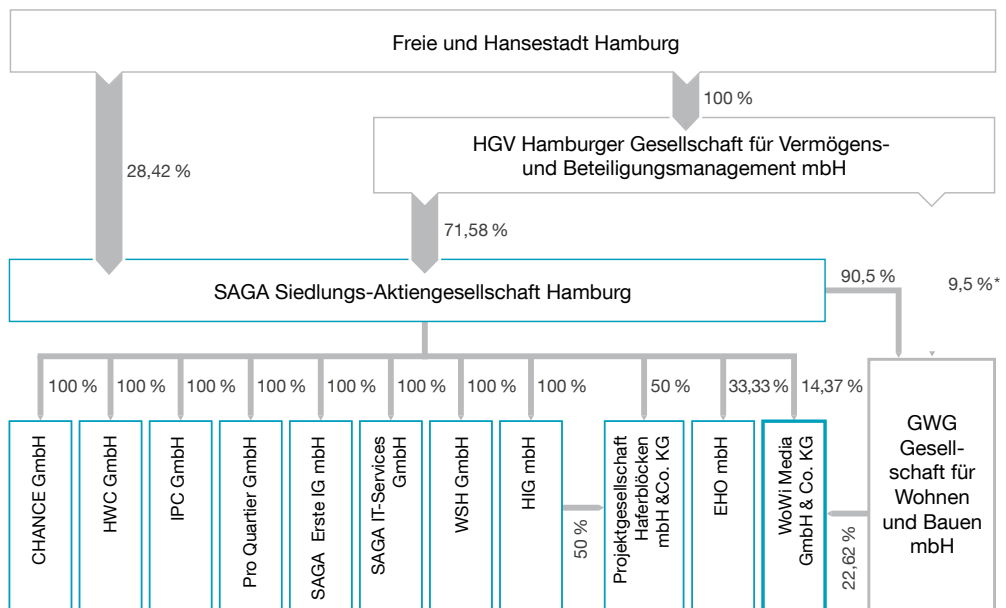 Freie und Hansestadt Hamburg
100 %
HGV Hamburger Gesellschaft für Vermögens-
und Beteiligungsmanagement mbH
28,42 %
71,58 %
SAGA Siedlungs-Aktiengesellschaft Hamburg
90,5 %
9,5 %*
100 %
100 %
100 %
100 %
100 %
100 %
100 %
100 %
50 %
33,33 %
14,37 %
CHANCE GmbH
HWC GmbH
IPC GmbH
Pro Quartier GmbH
SAGA Erste IG mbH
SAGA IT-Services
GmbH
WSH GmbH
HIG mbH
50 %
Projektgesellschaft
Haferblöcken
mbH &Co. KG
EHO mbH
WoWi Media
GmbH & Co. KG
22,62 %
GWG
Gesell-
schaft für
Wohnen
und Bauen
mbH